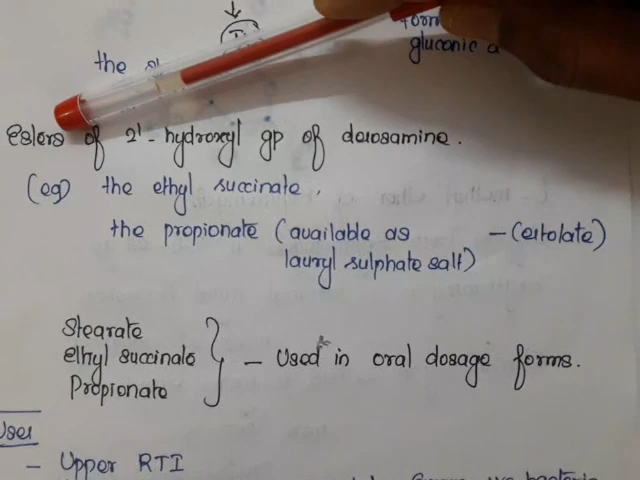 the
gluconic a
Esters of 2' - hydroxyl gp of desosamine.
(eg) the ethyl succinate,
the propionate (available as lauryl sulphate salt) - (estolate)
Stearate
ethyl succinate } - Used in oral dosage forms.
Propionate
Uses
- Upper RTI